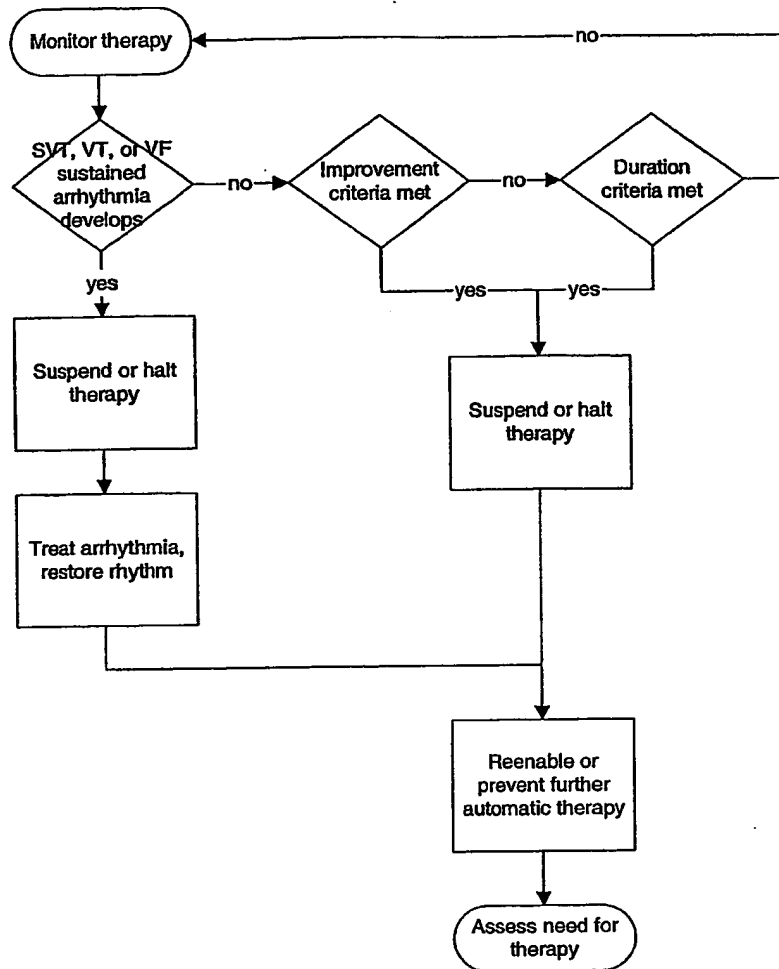 Monitor therapy
no
SVT, VT, or VF
sustained
arrhythmia
develops
no
Improvement
criteria met
no
Duration
criteria met
yes
yes
yes
Suspend or halt
therapy
Suspend or halt
therapy
Treat arrhythmia,
restore rhythm
Reenable or
prevent further
automatic therapy
Assess need for
therapy